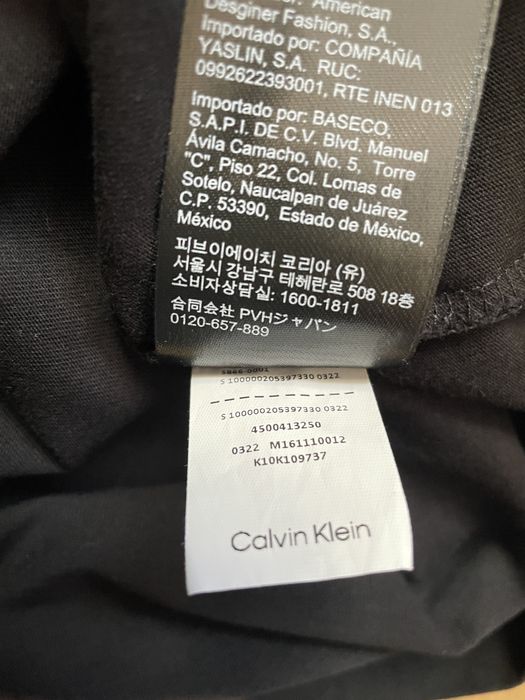 American
Desginer Fashion, S.A.,
Importado por: COMPAÑÍA
YASLIN, S.A. RUC:
0992622393001, RTE INEN 013
Importado por: BASECO,
S.A.P.I. DE C.V. Blvd. Manuel
Ávila Camacho, No. 5, Torre
"C", Piso 22, Col. Lomas de
Sotelo, Naucalpan de Juárez
C.P. 53390, Estado de México,
México
피브이에이치 코리아 (유)
서울시 강남구 테헤란로 508 18층
소비자상담실: 1600-1811
合同会社 PVHジャパン
0120-657-889
S 100000205397330 0322
S 100000205397330 0322
4500413250
0322 M161110012
K10K109737
Calvin Klein